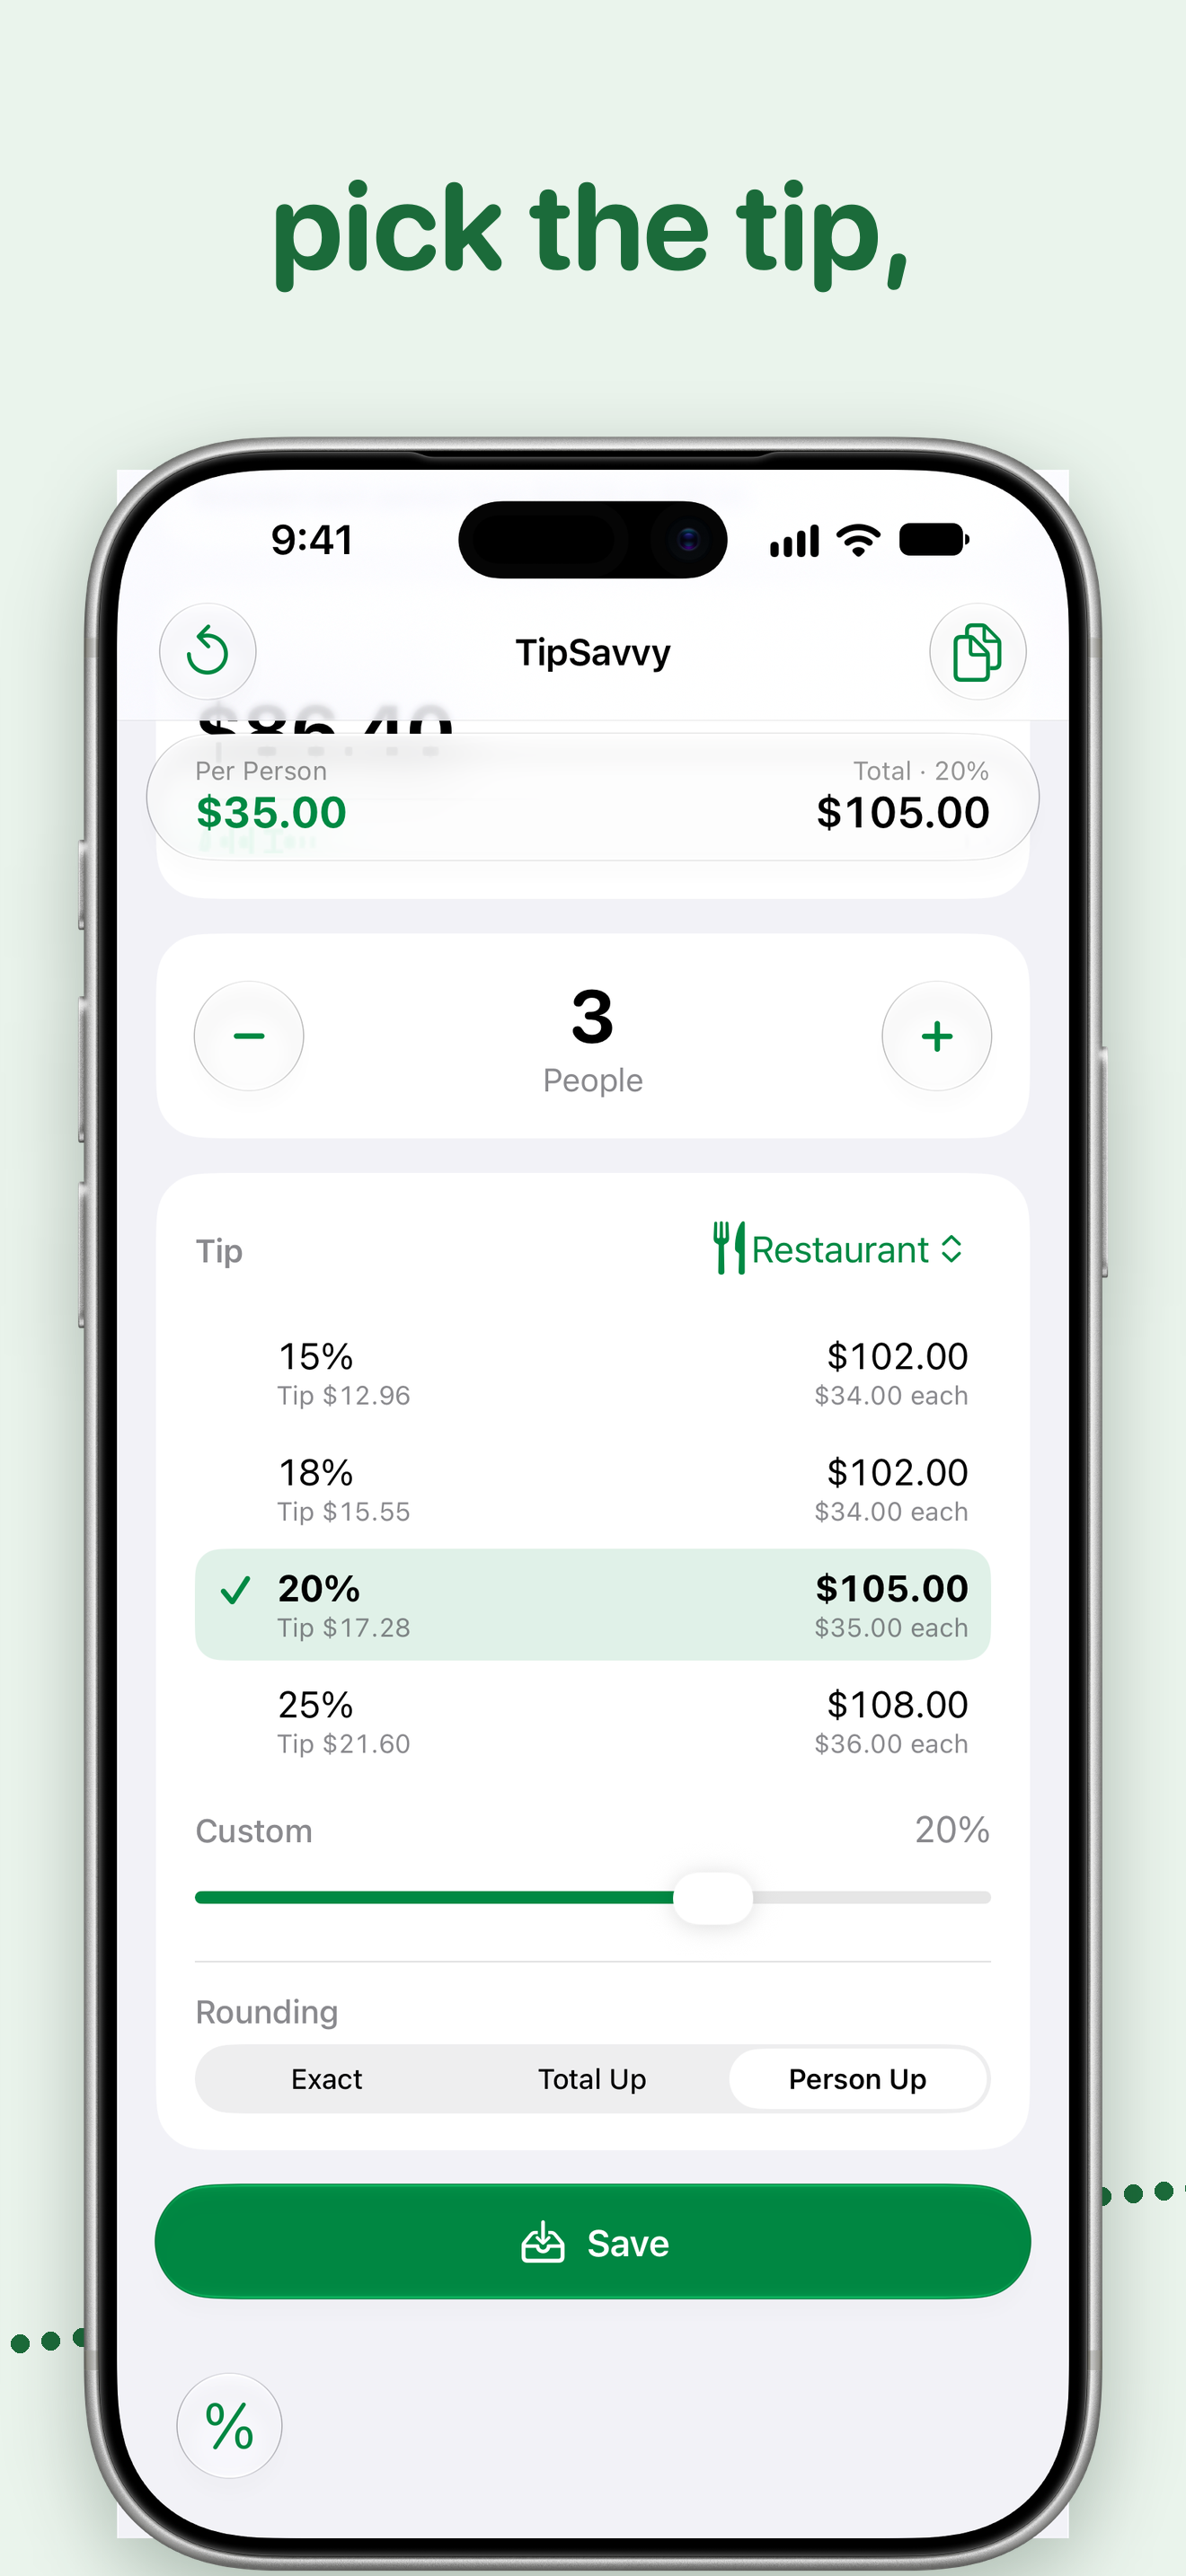 pick the tip,
9:41
TipSavvy
$86.40
Per Person
Total · 20%
$35.00
$105.00
3
People
Tip
Restaurant
15%
$102.00
Tip $12.96
$34.00 each
18%
$102.00
Tip $15.55
$34.00 each
20%
$105.00
Tip $17.28
$35.00 each
25%
$108.00
Tip $21.60
$36.00 each
Custom
20%
Rounding
Exact
Total Up
Person Up
Save
%